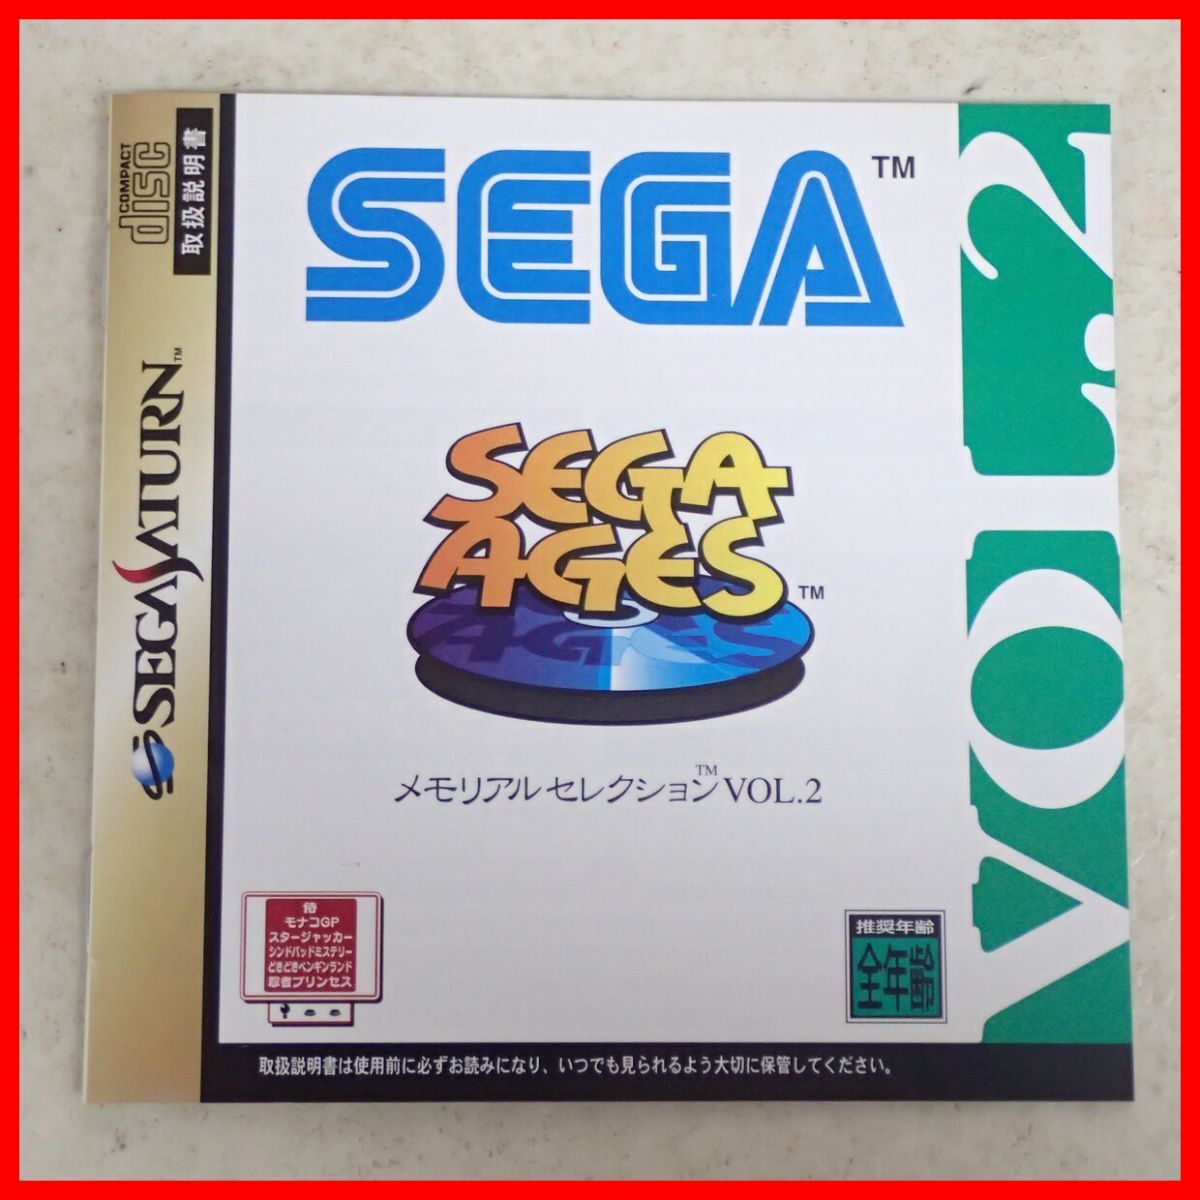 COMPACT
disc
取扱説明書
SEGA SATURN™
SEGA™
SEGA
AGES™
メモリアルセレクション™ VOL.2
VOL.2
侍
モナコGP
スタージャッカー
シンドバッドミステリー
どきどきペンギンランド
忍者プリンセス
推奨年齢
全年齢
取扱説明書は使用前に必ずお読みになり、いつでも見られるよう大切に保管してください。